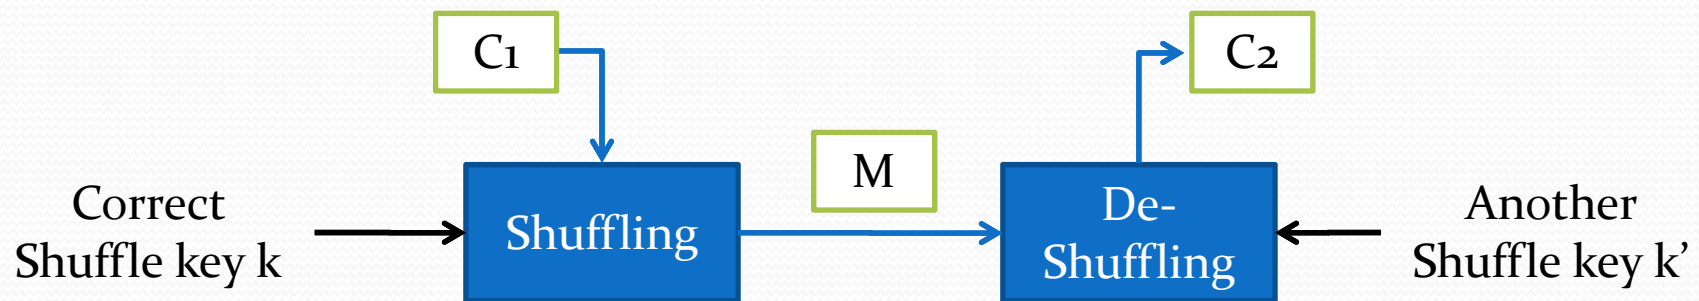 C1
C2
M
Correct
Shuffle key k
Shuffling
De-
Shuffling
Another
Shuffle key k’